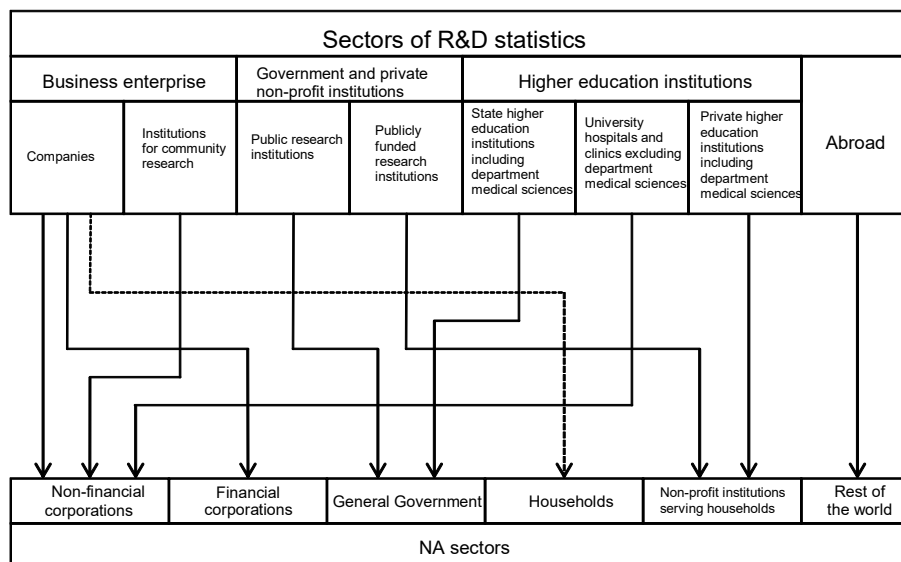 Sectors of R&D statistics
Business enterprise
Government and private
non-profit institutions
Higher education institutions
Abroad
Companies
Institutions
for community
research
Public research
institutions
Publicly
funded
research
institutions
State higher
education
institutions
including
department
medical sciences
University
hospitals and
clinics excluding
department
medical sciences
Private higher
education
institutions
including
department
medical sciences
Non-financial
corporations
Financial
corporations
General Government
Households
Non-profit institutions
serving households
Rest of
the world
NA sectors